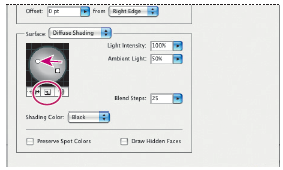 Offset: 0 pt from Right Edge
Surface: Diffuse Shading
Light Intensity: 100%
Ambient Light: 50%
Blend Steps: 25
Shading Color: Black
Preserve Spot Colors Draw Hidden Faces